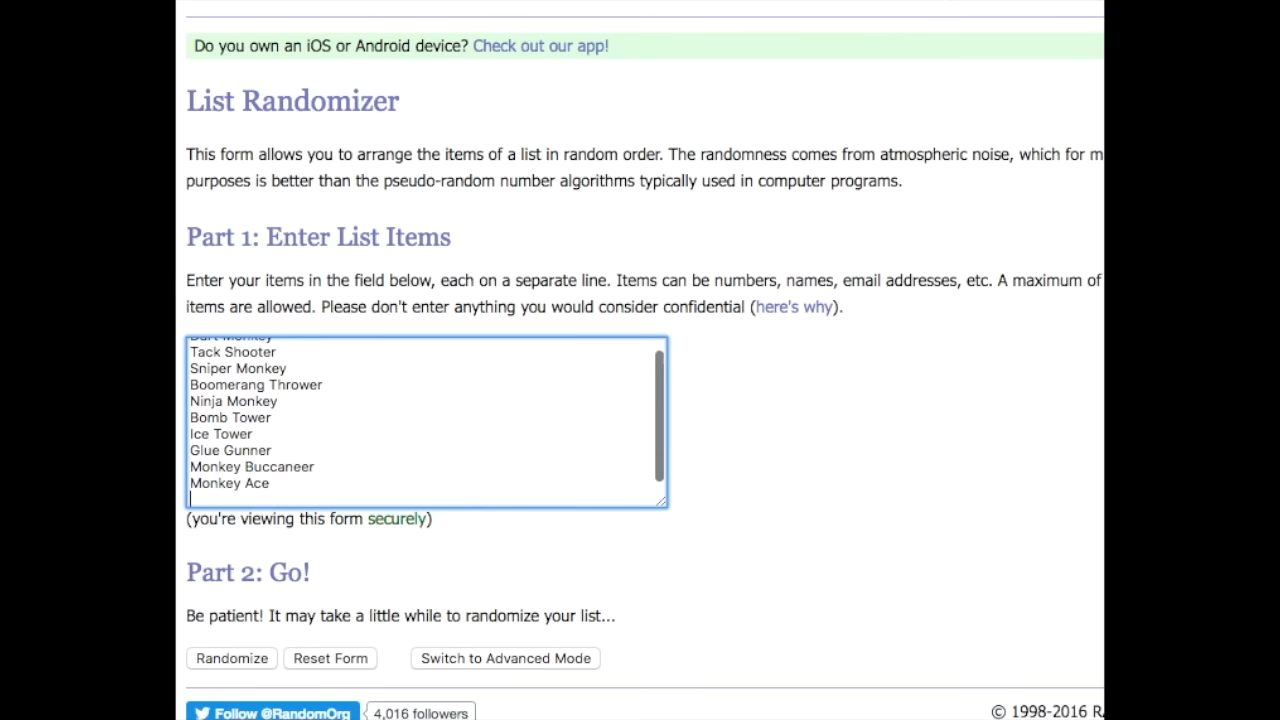 Do you own an iOS or Android device? Check out our app!
List Randomizer
This form allows you to arrange the items of a list in random order. The randomness comes from atmospheric noise, which for m
purposes is better than the pseudo-random number algorithms typically used in computer programs.
Part 1: Enter List Items
Enter your items in the field below, each on a separate line. Items can be numbers, names, email addresses, etc. A maximum of
items are allowed. Please don't enter anything you would consider confidential (here's why).
Dart Monkey
Tack Shooter
Sniper Monkey
Boomerang Thrower
Ninja Monkey
Bomb Tower
Ice Tower
Glue Gunner
Monkey Buccaneer
Monkey Ace
(you're viewing this form securely)
Part 2: Go!
Be patient! It may take a little while to randomize your list...
Randomize Reset Form Switch to Advanced Mode
Follow @RandomOrg 4,016 followers © 1998-2016 RA